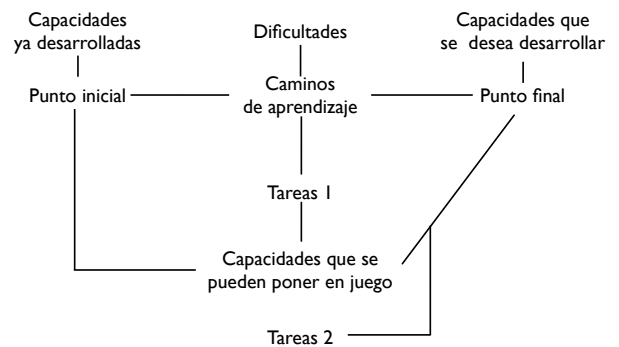 Capacidades
ya desarrolladas
Dificultades
Capacidades que
se desea desarrollar
Punto inicial
Caminos
de aprendizaje
Punto final
Tareas 1
Capacidades que se
pueden poner en juego
Tareas 2